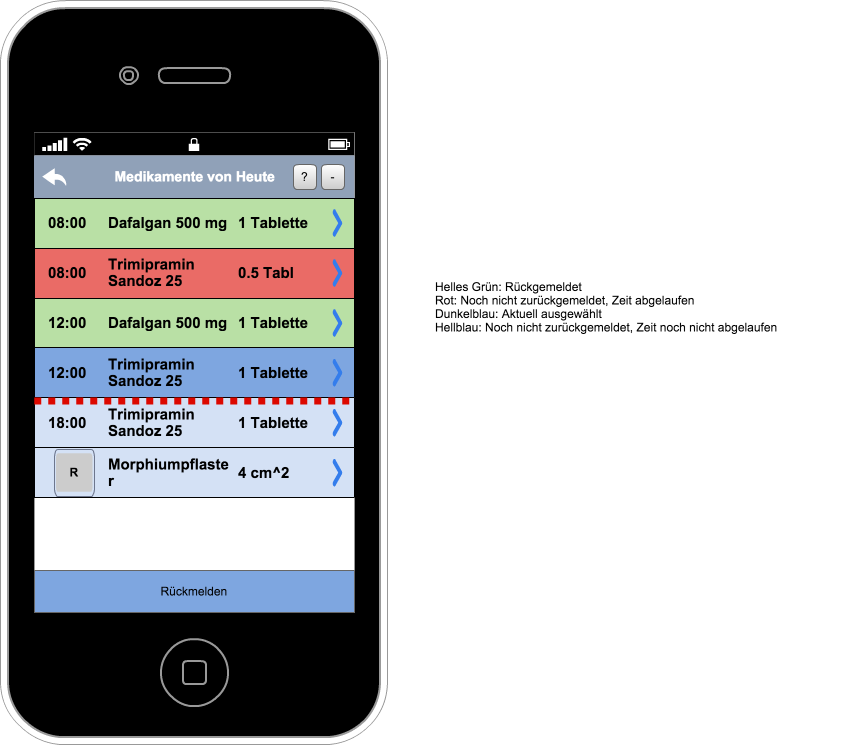 Medikamente von Heute ? -
08:00 Dafalgan 500 mg 1 Tablette
08:00 Trimipramin 0.5 Tabl
Sandoz 25
12:00 Dafalgan 500 mg 1 Tablette
12:00 Trimipramin 1 Tablette
Sandoz 25
18:00 Trimipramin 1 Tablette
Sandoz 25
R Morphiumpflaste 4 cm^2
r
Rückmelden
Helles Grün: Rückgemeldet
Rot: Noch nicht zurückgemeldet, Zeit abgelaufen
Dunkelblau: Aktuell ausgewählt
Hellblau: Noch nicht zurückgemeldet, Zeit noch nicht abgelaufen